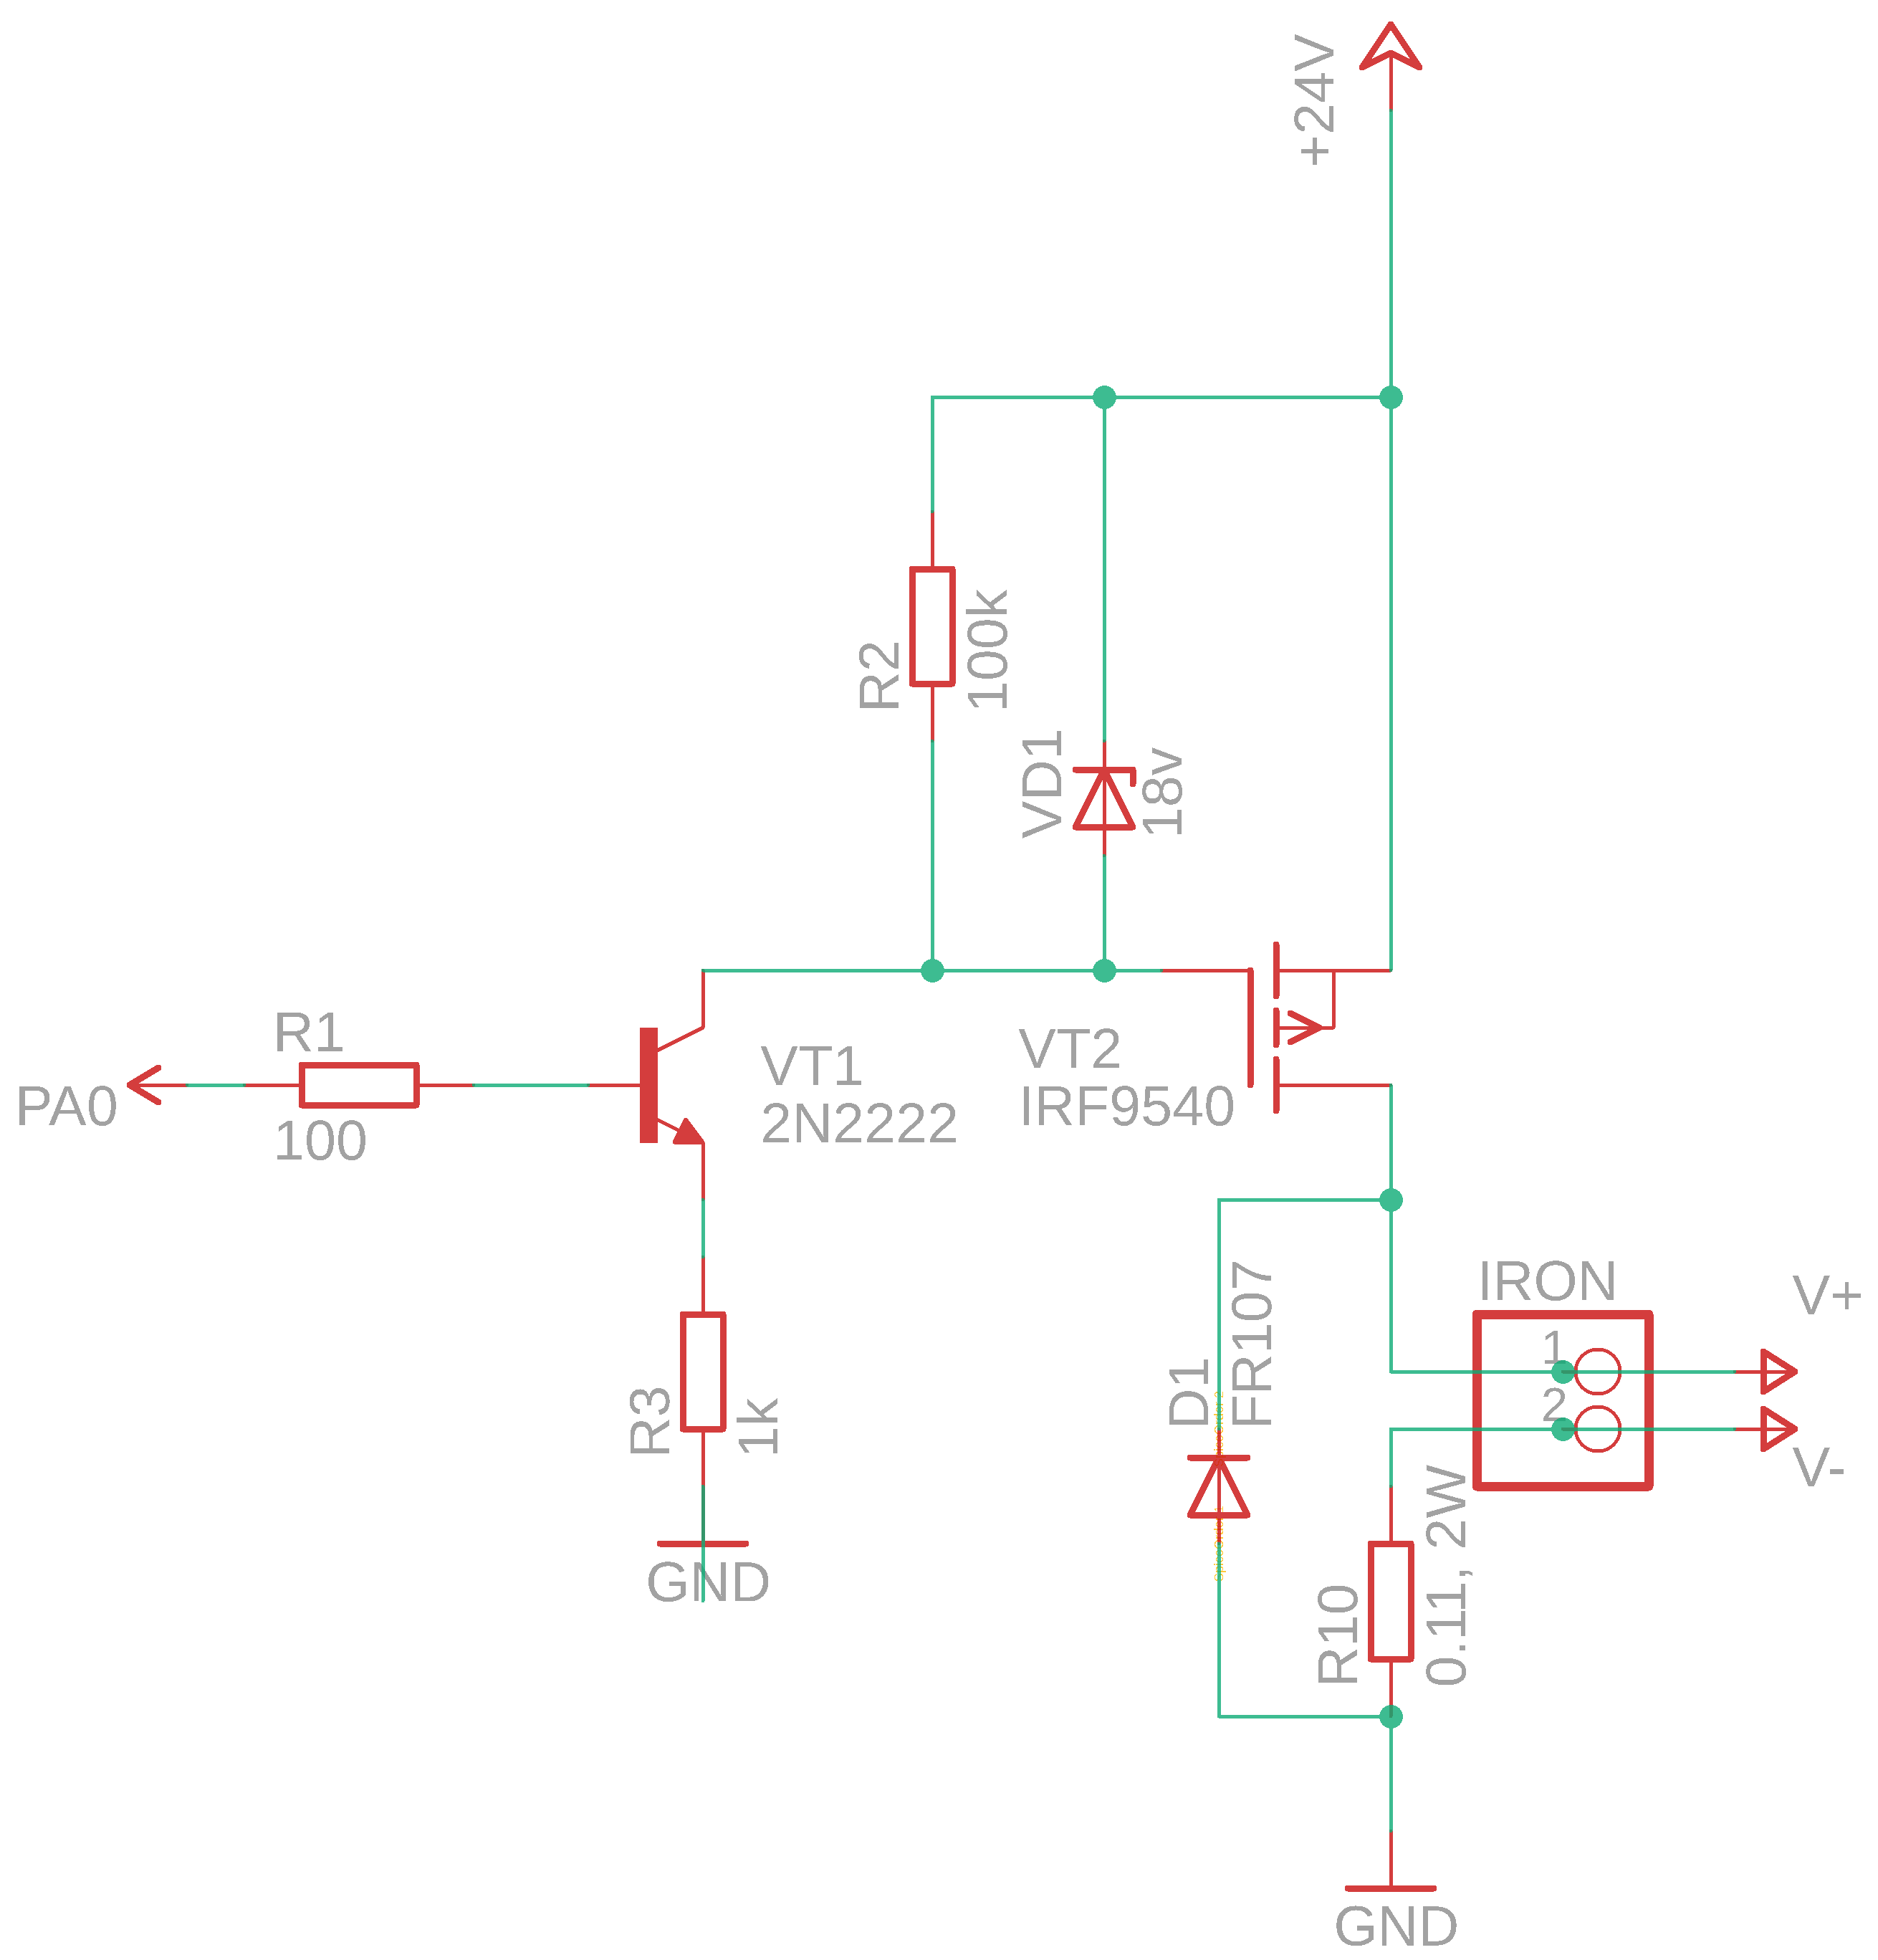 +24V
R2
100k
VD1
18v
R1
PA0
100
VT1
2N2222
VT2
IRF9540
IRON
V+
1
2
V-
D1
FR107
R3
1k
GND
R10
0.11, 2W
GND